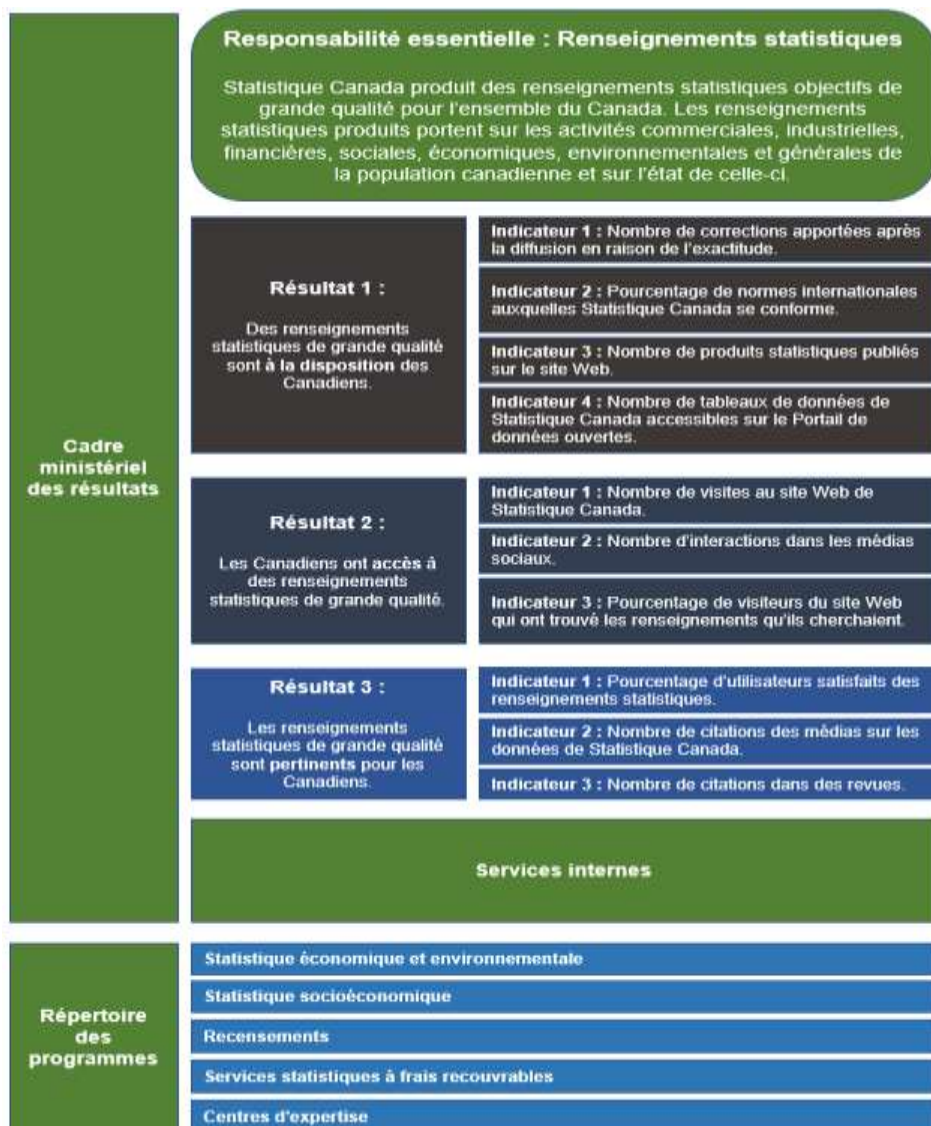 Responsabilité essentielle : Renseignements statistiques
Statistique Canada produit des renseignements statistiques objectifs de
grande qualité pour l'ensemble du Canada. Les renseignements
statistiques produits portent sur les activités commerciales, industrielles,
financières, sociales, économiques, environnementales et générales de
la population canadienne et sur l'état de celle-ci.
Cadre
ministériel
des résultats
Résultat 1 :
Des renseignements
statistiques de grande qualité
sont à la disposition des
Canadiens.
Indicateur 1 : Nombre de corrections apportées après
la diffusion en raison de l'exactitude.
Indicateur 2 : Pourcentage de normes internationales
auxquelles Statistique Canada se conforme.
Indicateur 3 : Nombre de produits statistiques publiés
sur le site Web.
Indicateur 4 : Nombre de tableaux de données de
Statistique Canada accessibles sur le Portail de
données ouvertes.
Résultat 2 :
Les Canadiens ont accès à
des renseignements
statistiques de grande qualité.
Indicateur 1 : Nombre de visites au site Web de
Statistique Canada.
Indicateur 2 : Nombre d'interactions dans les médias
sociaux.
Indicateur 3 : Pourcentage de visiteurs du site Web
qui ont trouvé les renseignements qu'ils cherchaient.
Résultat 3 :
Les renseignements
statistiques de grande qualité
sont pertinents pour les
Canadiens.
Indicateur 1 : Pourcentage d'utilisateurs satisfaits des
renseignements statistiques.
Indicateur 2 : Nombre de citations des médias sur les
données de Statistique Canada.
Indicateur 3 : Nombre de citations dans des revues.
Services internes
Répertoire
des
programmes
Statistique économique et environnementale
Statistique socioéconomique
Recensements
Services statistiques à frais recouvrables
Centres d'expertise